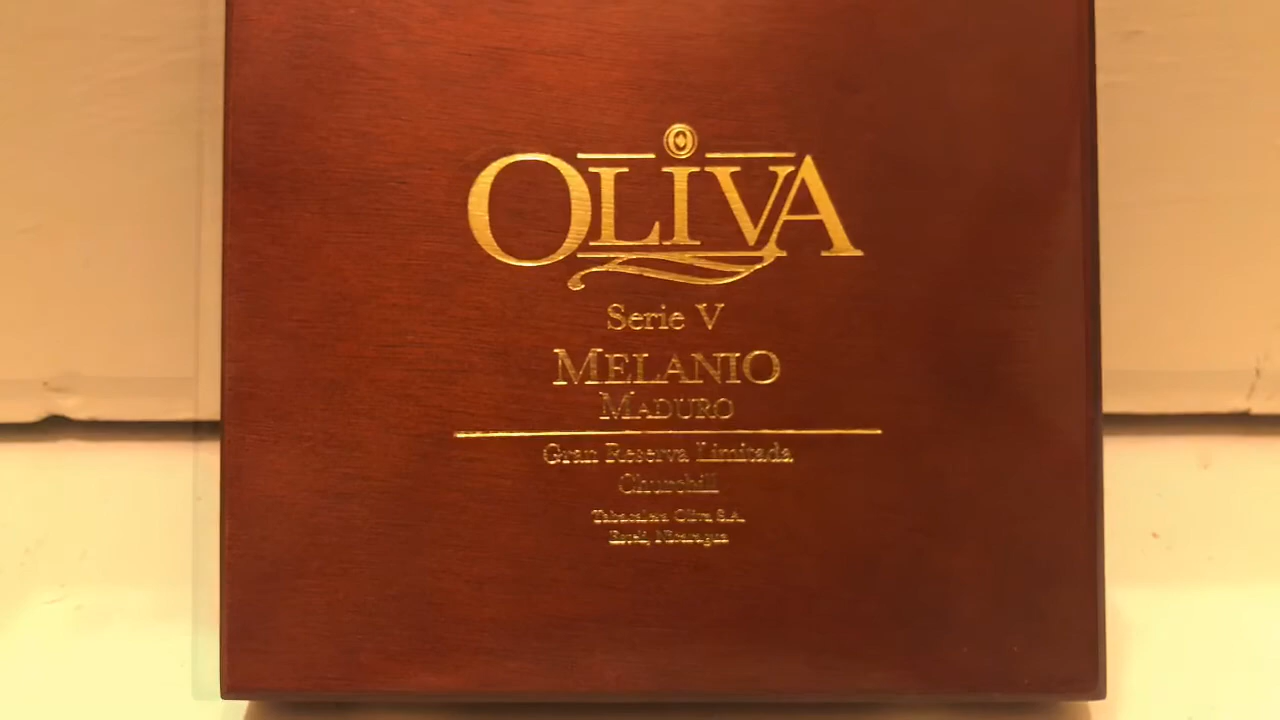 OLIVA
Serie V
MELANIO
MADURO
Gran Reserva Limitada
Churchill
Tabacalera Oliva S.A.
Estelí, Nicaragua